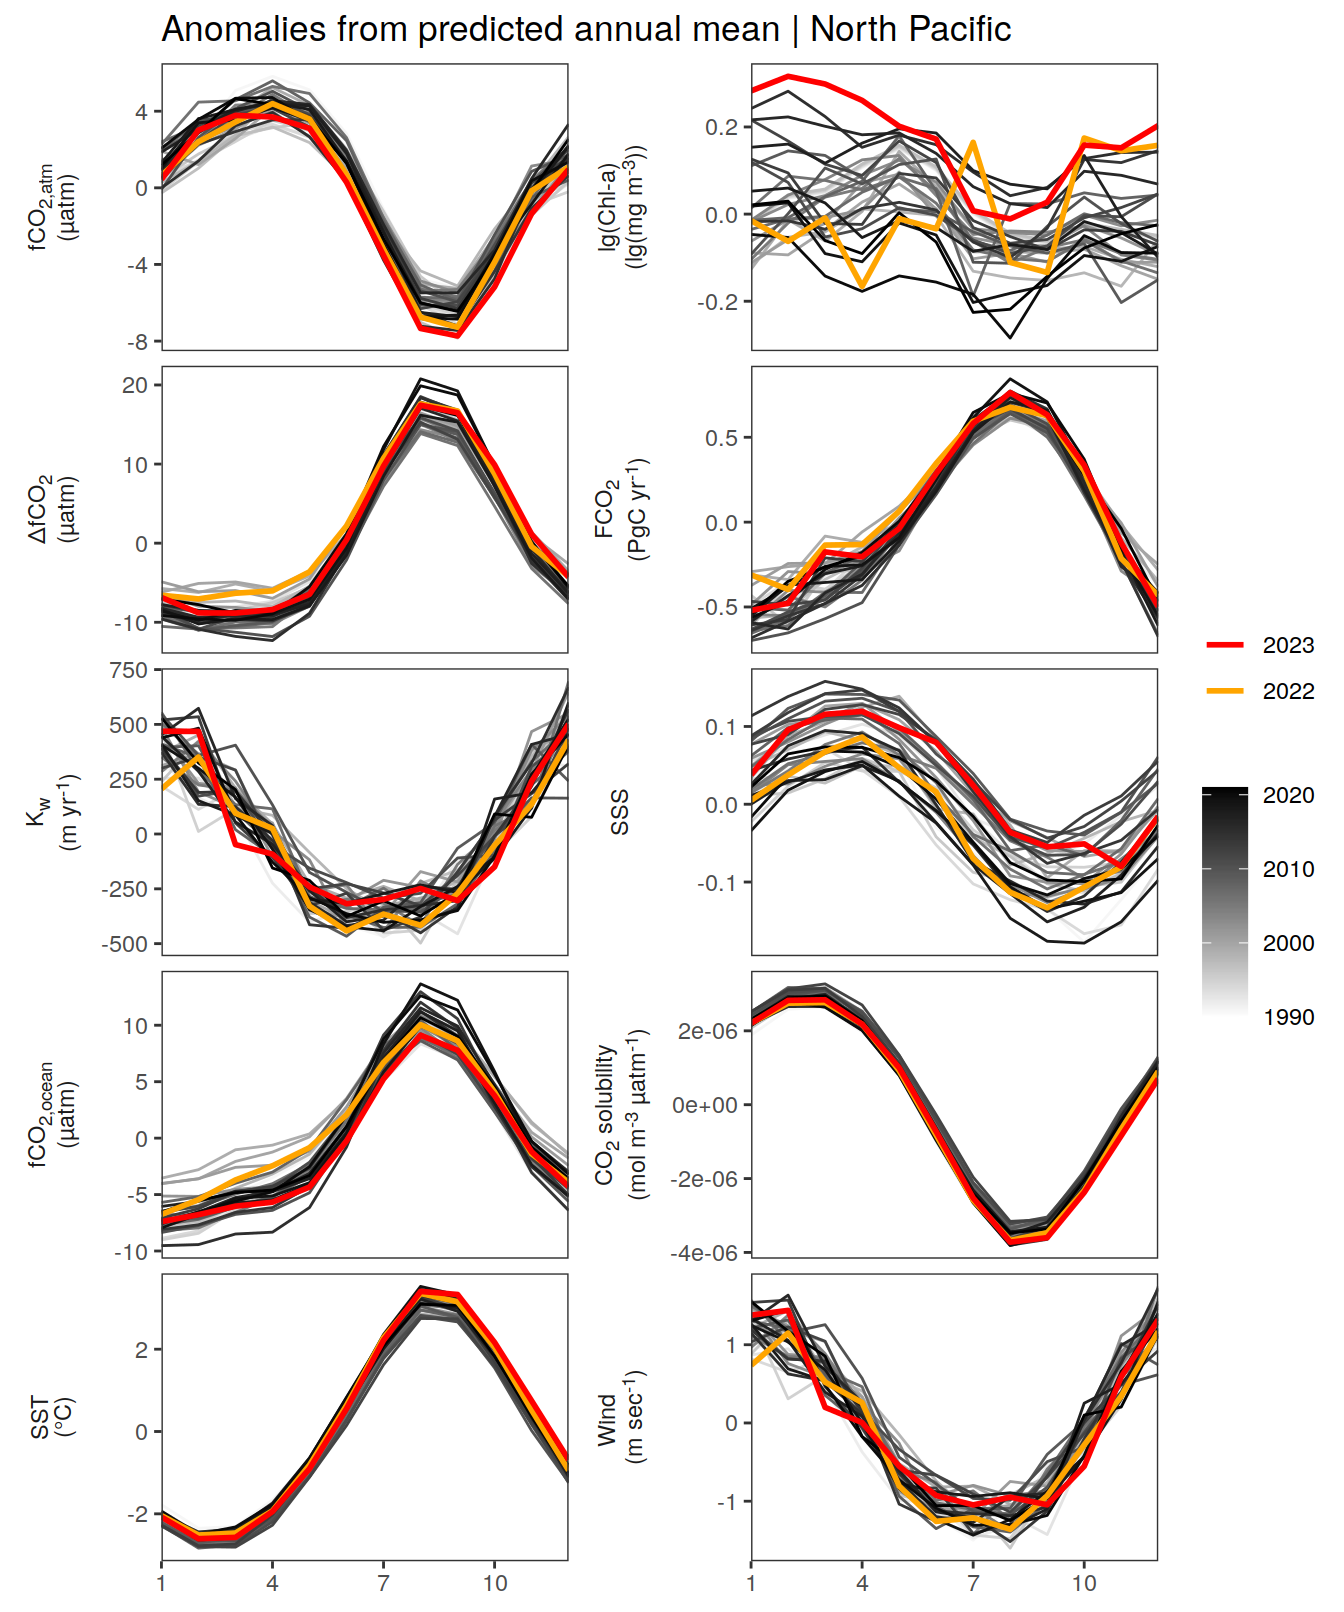 Anomalies from predicted annual mean | North Pacific
fCO2,atm
(µatm)
4
0
-4
-8
lg(Chl-a)
(lg(mg m-3))
0.2
0.0
-0.2
ΔfCO2
(µatm)
20
10
0
-10
FCO2
(PgC yr-1)
0.5
0.0
-0.5
Kw
(m yr-1)
750
500
250
0
-250
-500
SSS
0.1
0.0
-0.1
fCO2,ocean
(µatm)
10
5
0
-5
-10
CO2 solubility
(mol m-3 µatm-1)
2e-06
0e+00
-2e-06
-4e-06
SST
(°C)
2
0
-2
1 4 7 10
Wind
(m sec-1)
1
0
-1
1 4 7 10
2023
2022
2020
2010
2000
1990